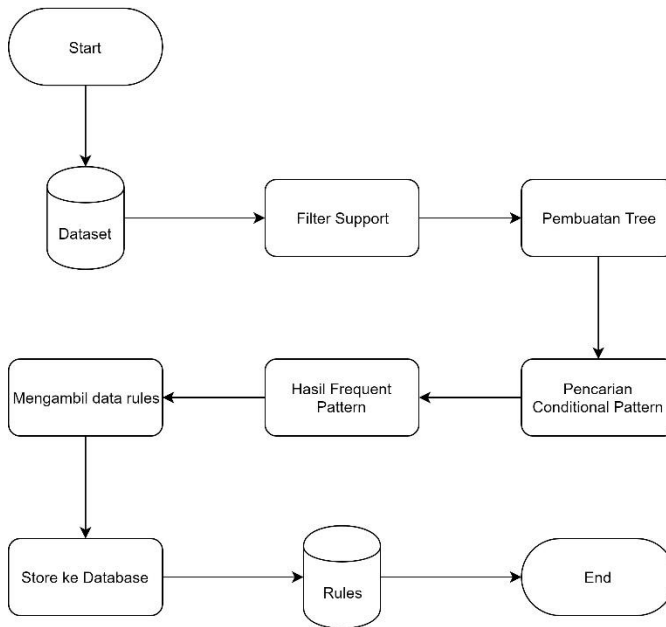 Start
Dataset
Filter Support
Pembuatan Tree
Mengambil data rules
Hasil Frequent
Pattern
Pencarian
Conditional Pattern
Store ke Database
Rules
End